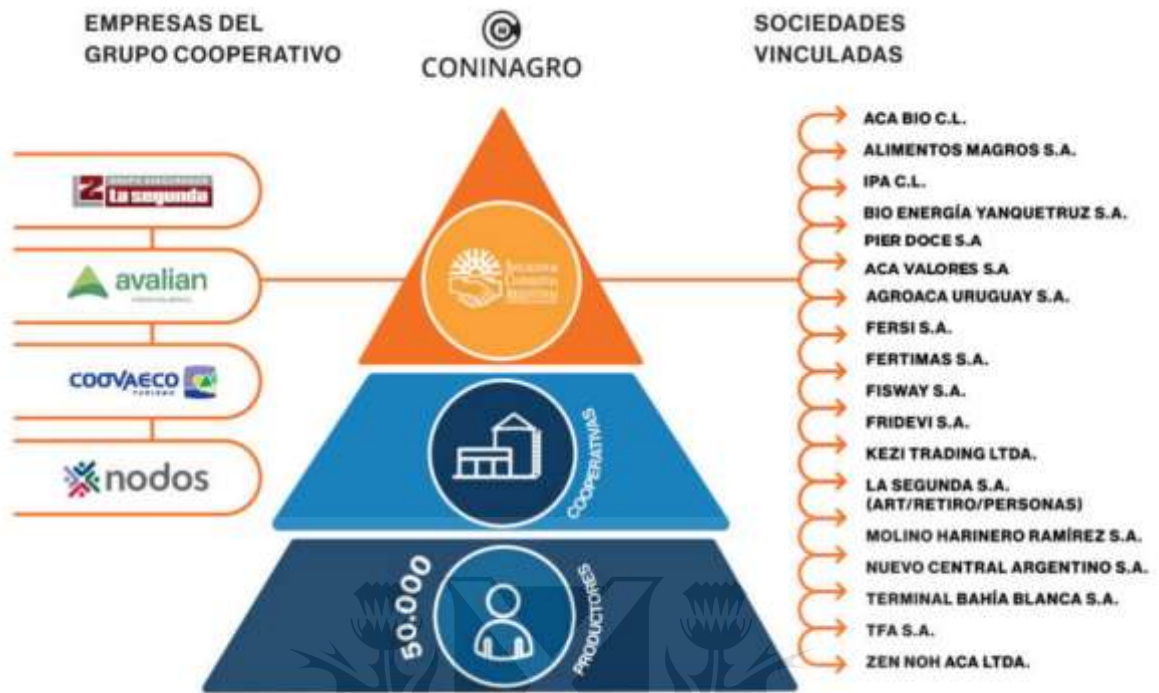 EMPRESAS DEL
GRUPO COOPERATIVO
CONINAGRO
SOCIEDADES
VINCULADAS
la segunda
avalian
COOVAECO
TURISMO
nodos
COOPERATIVAS
50.000
PRODUCTORES
ACA BIO C.L.
ALIMENTOS MAGROS S.A.
IPA C.L.
BIO ENERGÍA YANQUETRUZ S.A.
PIER DOCE S.A
ACA VALORES S.A
AGROACA URUGUAY S.A.
FERSI S.A.
FERTIMAS S.A.
FISWAY S.A.
FRIDEVI S.A.
KEZI TRADING LTDA.
LA SEGUNDA S.A.
(ART/RETIRO/PERSONAS)
MOLINO HARINERO RAMÍREZ S.A.
NUEVO CENTRAL ARGENTINO S.A.
TERMINAL BAHÍA BLANCA S.A.
TFA S.A.
ZEN NOH ACA LTDA.